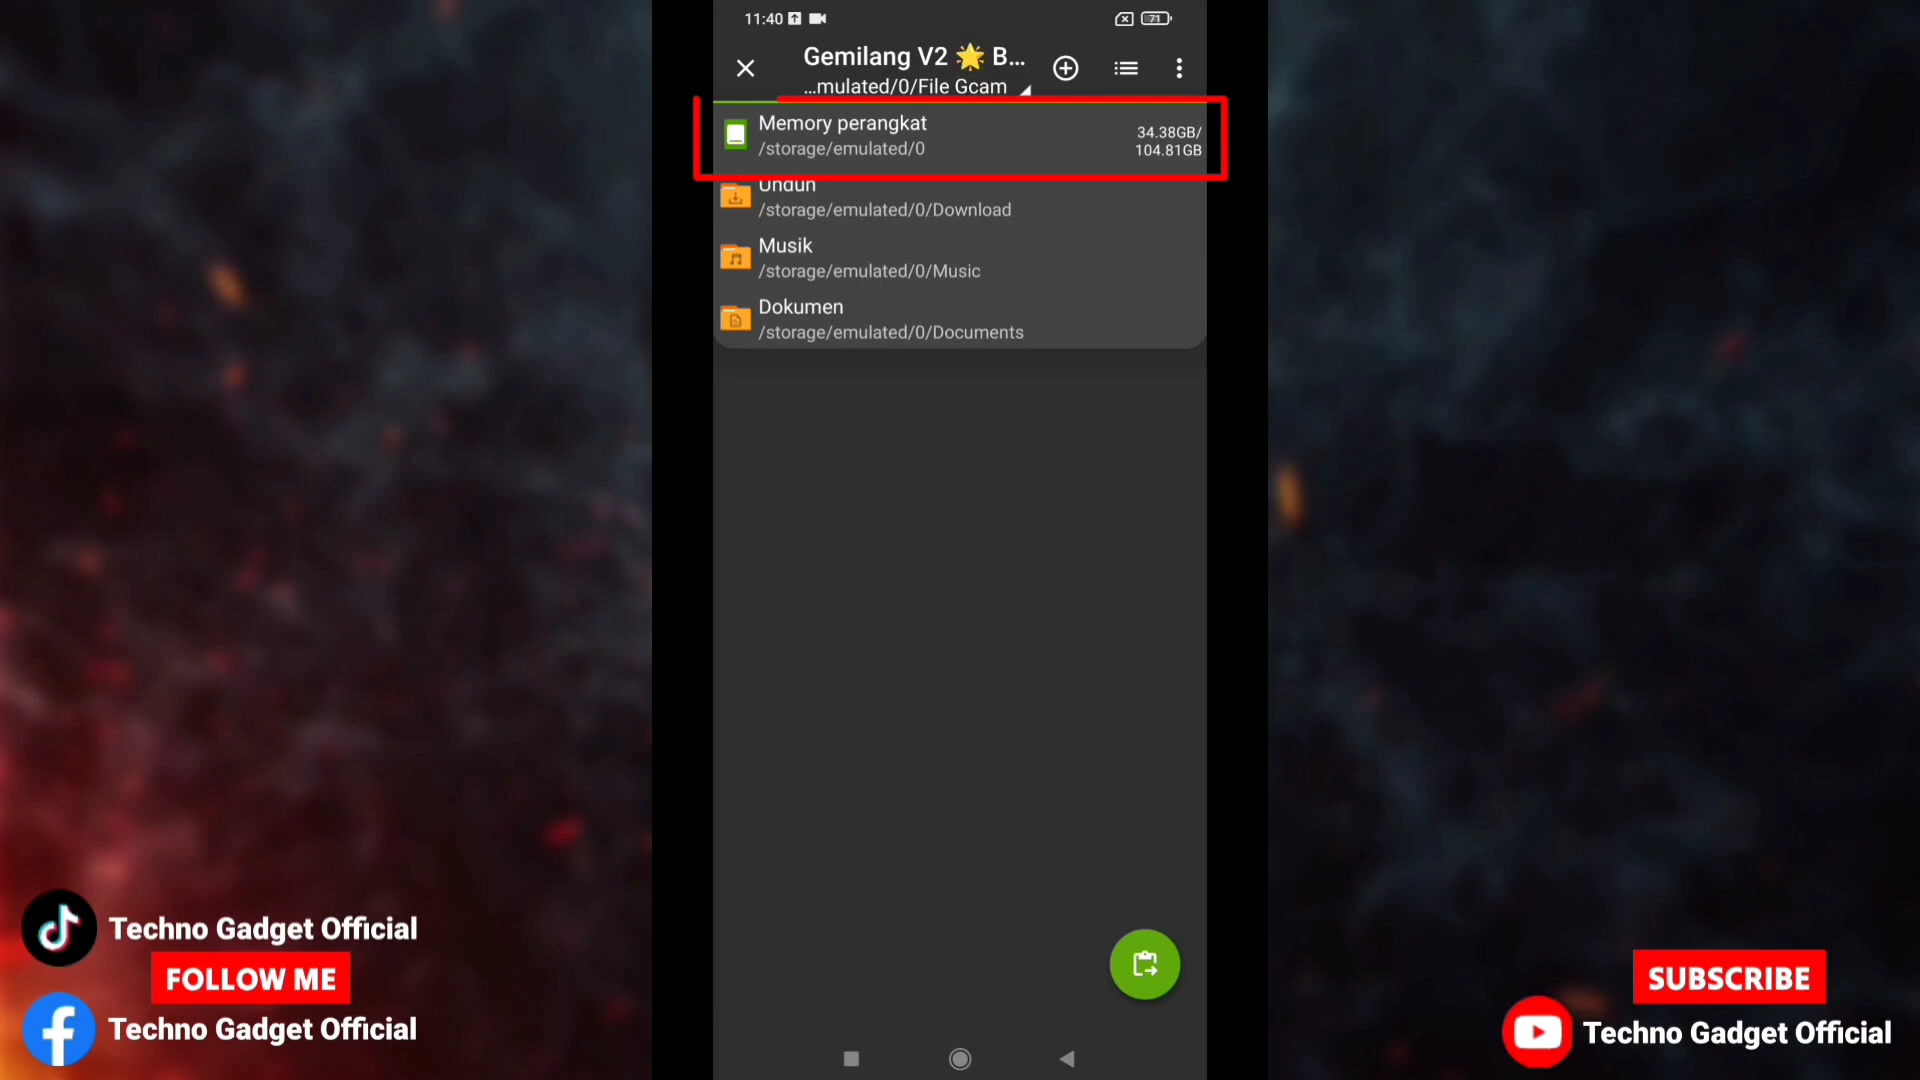 11:40
71
Gemilang V2 🌟 B...
...mulated/0/File Gcam
Memory perangkat
/storage/emulated/0
34.38GB/
104.81GB
Unduh
/storage/emulated/0/Download
Musik
/storage/emulated/0/Music
Dokumen
/storage/emulated/0/Documents
Techno Gadget Official
FOLLOW ME
Techno Gadget Official
SUBSCRIBE
Techno Gadget Official